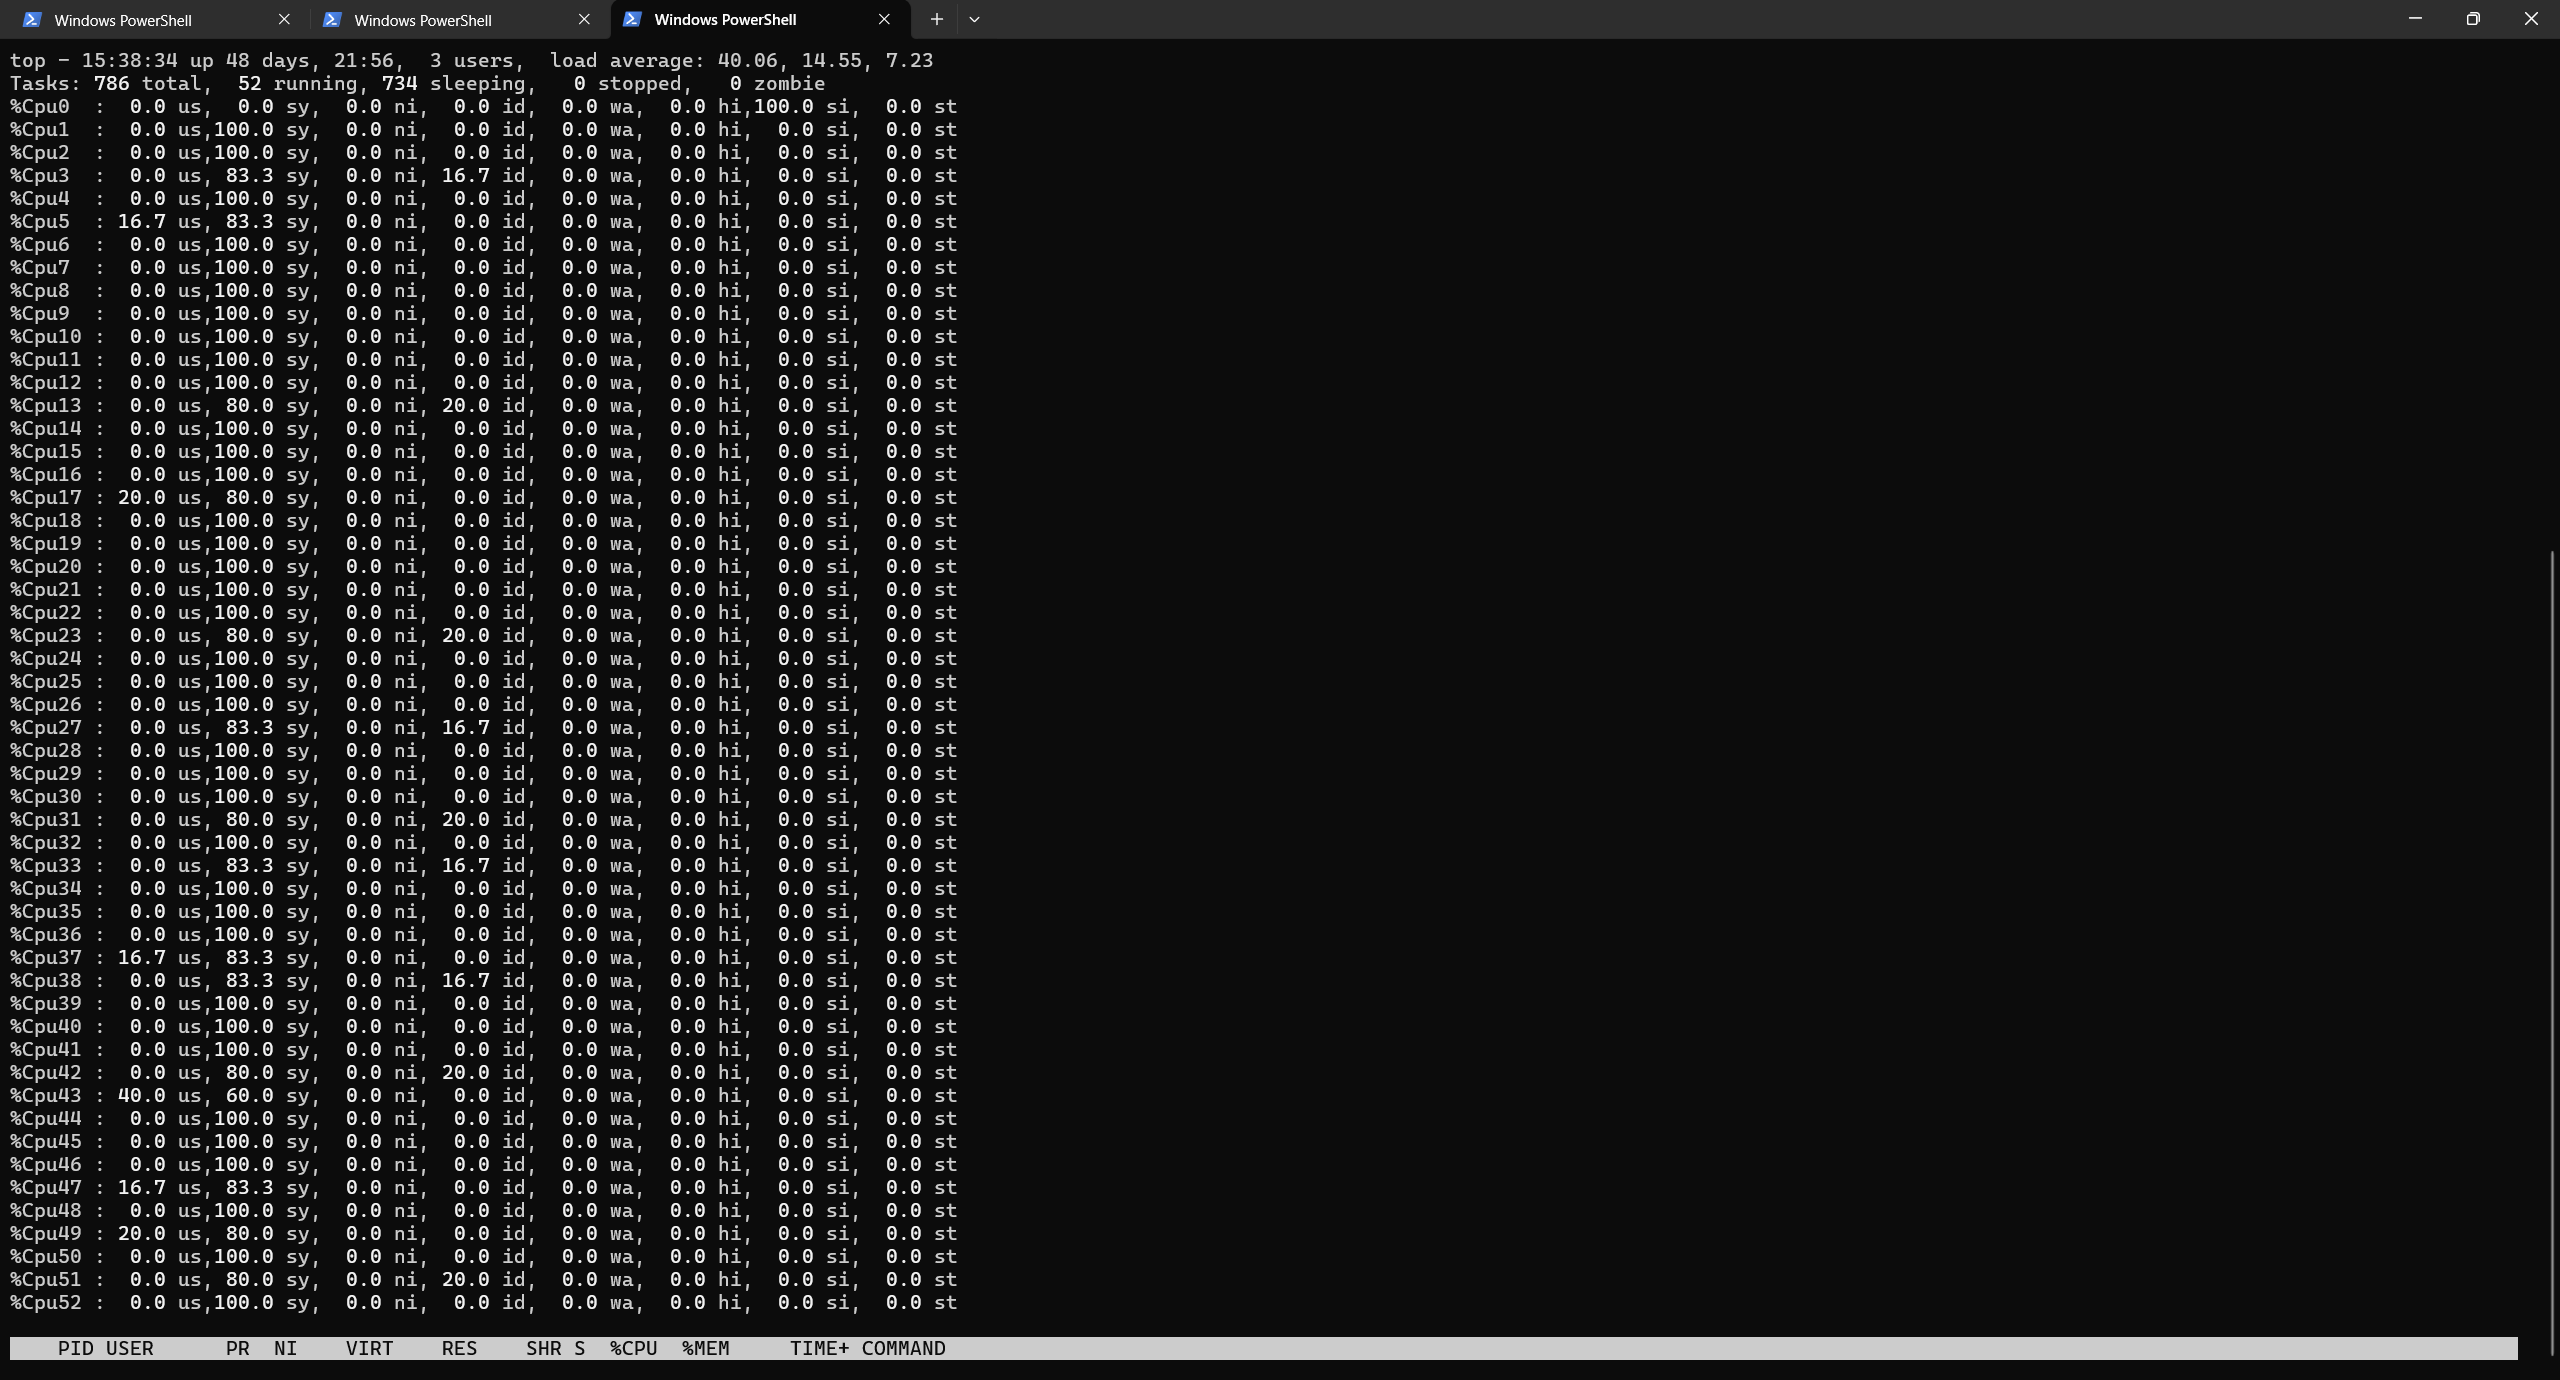 Windows PowerShell Windows PowerShell Windows PowerShell
top - 15:38:34 up 48 days, 21:56,  3 users,  load average: 40.06, 14.55, 7.23
Tasks: 786 total,  52 running, 734 sleeping,   0 stopped,   0 zombie
%Cpu0  :  0.0 us,  0.0 sy,  0.0 ni,  0.0 id,  0.0 wa,  0.0 hi,100.0 si,  0.0 st
%Cpu1  :  0.0 us,100.0 sy,  0.0 ni,  0.0 id,  0.0 wa,  0.0 hi,  0.0 si,  0.0 st
%Cpu2  :  0.0 us,100.0 sy,  0.0 ni,  0.0 id,  0.0 wa,  0.0 hi,  0.0 si,  0.0 st
%Cpu3  :  0.0 us, 83.3 sy,  0.0 ni, 16.7 id,  0.0 wa,  0.0 hi,  0.0 si,  0.0 st
%Cpu4  :  0.0 us,100.0 sy,  0.0 ni,  0.0 id,  0.0 wa,  0.0 hi,  0.0 si,  0.0 st
%Cpu5  : 16.7 us, 83.3 sy,  0.0 ni,  0.0 id,  0.0 wa,  0.0 hi,  0.0 si,  0.0 st
%Cpu6  :  0.0 us,100.0 sy,  0.0 ni,  0.0 id,  0.0 wa,  0.0 hi,  0.0 si,  0.0 st
%Cpu7  :  0.0 us,100.0 sy,  0.0 ni,  0.0 id,  0.0 wa,  0.0 hi,  0.0 si,  0.0 st
%Cpu8  :  0.0 us,100.0 sy,  0.0 ni,  0.0 id,  0.0 wa,  0.0 hi,  0.0 si,  0.0 st
%Cpu9  :  0.0 us,100.0 sy,  0.0 ni,  0.0 id,  0.0 wa,  0.0 hi,  0.0 si,  0.0 st
%Cpu10 :  0.0 us,100.0 sy,  0.0 ni,  0.0 id,  0.0 wa,  0.0 hi,  0.0 si,  0.0 st
%Cpu11 :  0.0 us,100.0 sy,  0.0 ni,  0.0 id,  0.0 wa,  0.0 hi,  0.0 si,  0.0 st
%Cpu12 :  0.0 us,100.0 sy,  0.0 ni,  0.0 id,  0.0 wa,  0.0 hi,  0.0 si,  0.0 st
%Cpu13 :  0.0 us, 80.0 sy,  0.0 ni, 20.0 id,  0.0 wa,  0.0 hi,  0.0 si,  0.0 st
%Cpu14 :  0.0 us,100.0 sy,  0.0 ni,  0.0 id,  0.0 wa,  0.0 hi,  0.0 si,  0.0 st
%Cpu15 :  0.0 us,100.0 sy,  0.0 ni,  0.0 id,  0.0 wa,  0.0 hi,  0.0 si,  0.0 st
%Cpu16 :  0.0 us,100.0 sy,  0.0 ni,  0.0 id,  0.0 wa,  0.0 hi,  0.0 si,  0.0 st
%Cpu17 : 20.0 us, 80.0 sy,  0.0 ni,  0.0 id,  0.0 wa,  0.0 hi,  0.0 si,  0.0 st
%Cpu18 :  0.0 us,100.0 sy,  0.0 ni,  0.0 id,  0.0 wa,  0.0 hi,  0.0 si,  0.0 st
%Cpu19 :  0.0 us,100.0 sy,  0.0 ni,  0.0 id,  0.0 wa,  0.0 hi,  0.0 si,  0.0 st
%Cpu20 :  0.0 us,100.0 sy,  0.0 ni,  0.0 id,  0.0 wa,  0.0 hi,  0.0 si,  0.0 st
%Cpu21 :  0.0 us,100.0 sy,  0.0 ni,  0.0 id,  0.0 wa,  0.0 hi,  0.0 si,  0.0 st
%Cpu22 :  0.0 us,100.0 sy,  0.0 ni,  0.0 id,  0.0 wa,  0.0 hi,  0.0 si,  0.0 st
%Cpu23 :  0.0 us, 80.0 sy,  0.0 ni, 20.0 id,  0.0 wa,  0.0 hi,  0.0 si,  0.0 st
%Cpu24 :  0.0 us,100.0 sy,  0.0 ni,  0.0 id,  0.0 wa,  0.0 hi,  0.0 si,  0.0 st
%Cpu25 :  0.0 us,100.0 sy,  0.0 ni,  0.0 id,  0.0 wa,  0.0 hi,  0.0 si,  0.0 st
%Cpu26 :  0.0 us,100.0 sy,  0.0 ni,  0.0 id,  0.0 wa,  0.0 hi,  0.0 si,  0.0 st
%Cpu27 :  0.0 us, 83.3 sy,  0.0 ni, 16.7 id,  0.0 wa,  0.0 hi,  0.0 si,  0.0 st
%Cpu28 :  0.0 us,100.0 sy,  0.0 ni,  0.0 id,  0.0 wa,  0.0 hi,  0.0 si,  0.0 st
%Cpu29 :  0.0 us,100.0 sy,  0.0 ni,  0.0 id,  0.0 wa,  0.0 hi,  0.0 si,  0.0 st
%Cpu30 :  0.0 us,100.0 sy,  0.0 ni,  0.0 id,  0.0 wa,  0.0 hi,  0.0 si,  0.0 st
%Cpu31 :  0.0 us, 80.0 sy,  0.0 ni, 20.0 id,  0.0 wa,  0.0 hi,  0.0 si,  0.0 st
%Cpu32 :  0.0 us,100.0 sy,  0.0 ni,  0.0 id,  0.0 wa,  0.0 hi,  0.0 si,  0.0 st
%Cpu33 :  0.0 us, 83.3 sy,  0.0 ni, 16.7 id,  0.0 wa,  0.0 hi,  0.0 si,  0.0 st
%Cpu34 :  0.0 us,100.0 sy,  0.0 ni,  0.0 id,  0.0 wa,  0.0 hi,  0.0 si,  0.0 st
%Cpu35 :  0.0 us,100.0 sy,  0.0 ni,  0.0 id,  0.0 wa,  0.0 hi,  0.0 si,  0.0 st
%Cpu36 :  0.0 us,100.0 sy,  0.0 ni,  0.0 id,  0.0 wa,  0.0 hi,  0.0 si,  0.0 st
%Cpu37 : 16.7 us, 83.3 sy,  0.0 ni,  0.0 id,  0.0 wa,  0.0 hi,  0.0 si,  0.0 st
%Cpu38 :  0.0 us, 83.3 sy,  0.0 ni, 16.7 id,  0.0 wa,  0.0 hi,  0.0 si,  0.0 st
%Cpu39 :  0.0 us,100.0 sy,  0.0 ni,  0.0 id,  0.0 wa,  0.0 hi,  0.0 si,  0.0 st
%Cpu40 :  0.0 us,100.0 sy,  0.0 ni,  0.0 id,  0.0 wa,  0.0 hi,  0.0 si,  0.0 st
%Cpu41 :  0.0 us,100.0 sy,  0.0 ni,  0.0 id,  0.0 wa,  0.0 hi,  0.0 si,  0.0 st
%Cpu42 :  0.0 us, 80.0 sy,  0.0 ni, 20.0 id,  0.0 wa,  0.0 hi,  0.0 si,  0.0 st
%Cpu43 : 40.0 us, 60.0 sy,  0.0 ni,  0.0 id,  0.0 wa,  0.0 hi,  0.0 si,  0.0 st
%Cpu44 :  0.0 us,100.0 sy,  0.0 ni,  0.0 id,  0.0 wa,  0.0 hi,  0.0 si,  0.0 st
%Cpu45 :  0.0 us,100.0 sy,  0.0 ni,  0.0 id,  0.0 wa,  0.0 hi,  0.0 si,  0.0 st
%Cpu46 :  0.0 us,100.0 sy,  0.0 ni,  0.0 id,  0.0 wa,  0.0 hi,  0.0 si,  0.0 st
%Cpu47 : 16.7 us, 83.3 sy,  0.0 ni,  0.0 id,  0.0 wa,  0.0 hi,  0.0 si,  0.0 st
%Cpu48 :  0.0 us,100.0 sy,  0.0 ni,  0.0 id,  0.0 wa,  0.0 hi,  0.0 si,  0.0 st
%Cpu49 : 20.0 us, 80.0 sy,  0.0 ni,  0.0 id,  0.0 wa,  0.0 hi,  0.0 si,  0.0 st
%Cpu50 :  0.0 us,100.0 sy,  0.0 ni,  0.0 id,  0.0 wa,  0.0 hi,  0.0 si,  0.0 st
%Cpu51 :  0.0 us, 80.0 sy,  0.0 ni, 20.0 id,  0.0 wa,  0.0 hi,  0.0 si,  0.0 st
%Cpu52 :  0.0 us,100.0 sy,  0.0 ni,  0.0 id,  0.0 wa,  0.0 hi,  0.0 si,  0.0 st
PID USER      PR  NI    VIRT    RES    SHR S  %CPU  %MEM     TIME+ COMMAND